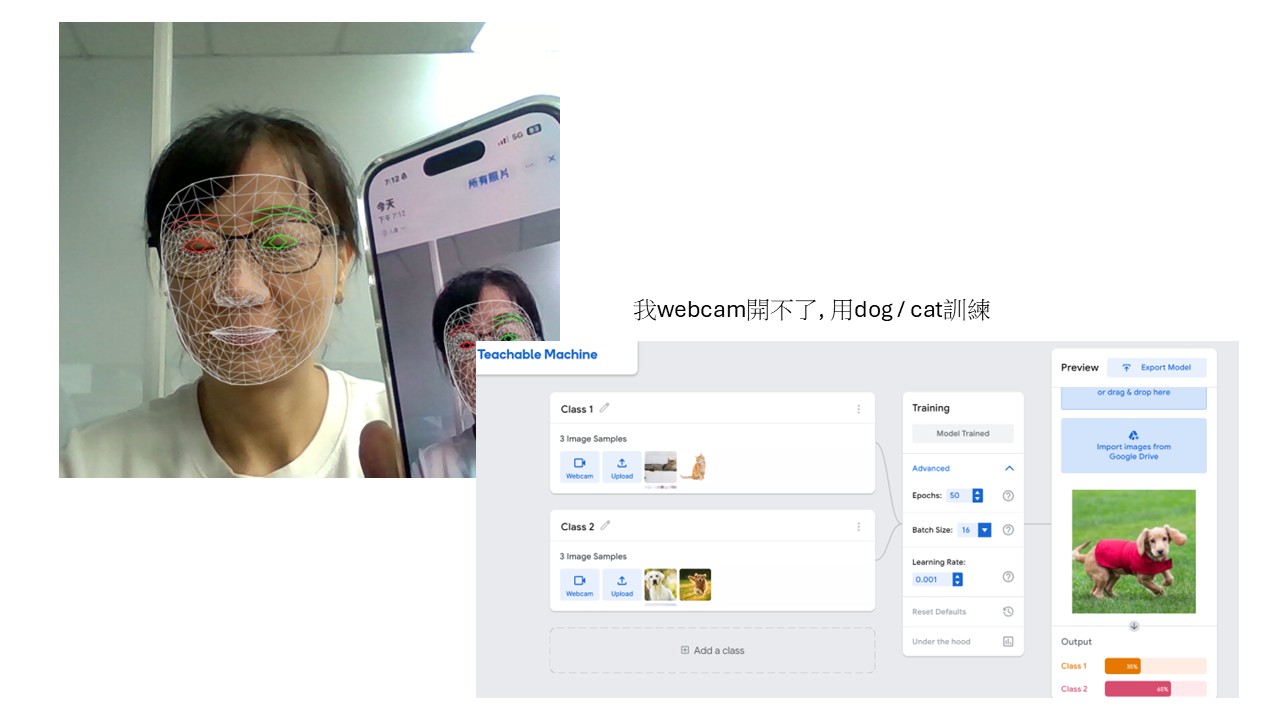 7:12
5G
所有照片
今天
下午 7:12
我webcam開不了, 用dog / cat訓練
Teachable Machine
Class 1
3 Image Samples
Webcam
Upload
Class 2
3 Image Samples
Webcam
Upload
Add a class
Training
Model Trained
Advanced
Epochs: 50
Batch Size: 16
Learning Rate:
0.001
Reset Defaults
Under the hood
Preview
Export Model
or drag & drop here
Import images from
Google Drive
Output
Class 1
35%
Class 2
65%